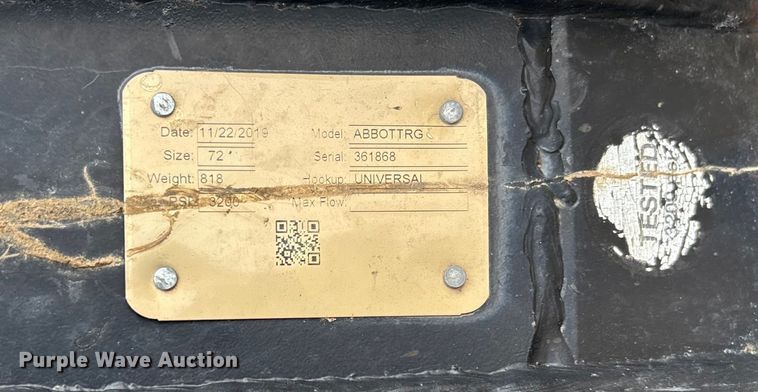 Date: 11/22/2019 Model: ABBOTTRG
Size: 72" Serial: 361868
Weight: 818 Hookup: UNIVERSAL
PSI: 3200 Max Flow:
TESTED
Purple Wave Auction